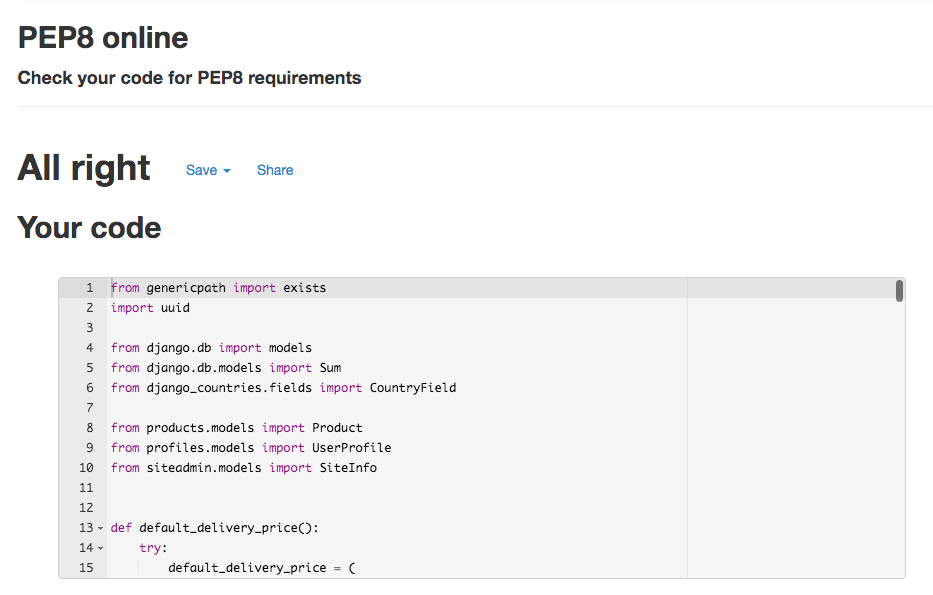 PEP8 online
Check your code for PEP8 requirements
All right Save Share
Your code
1 from genericpath import exists
2 import uuid
3
4 from django.db import models
5 from django.db.models import Sum
6 from django_countries.fields import CountryField
7
8 from products.models import Product
9 from profiles.models import UserProfile
10 from siteadmin.models import SiteInfo
11
12
13 def default_delivery_price():
14     try:
15         default_delivery_price = (